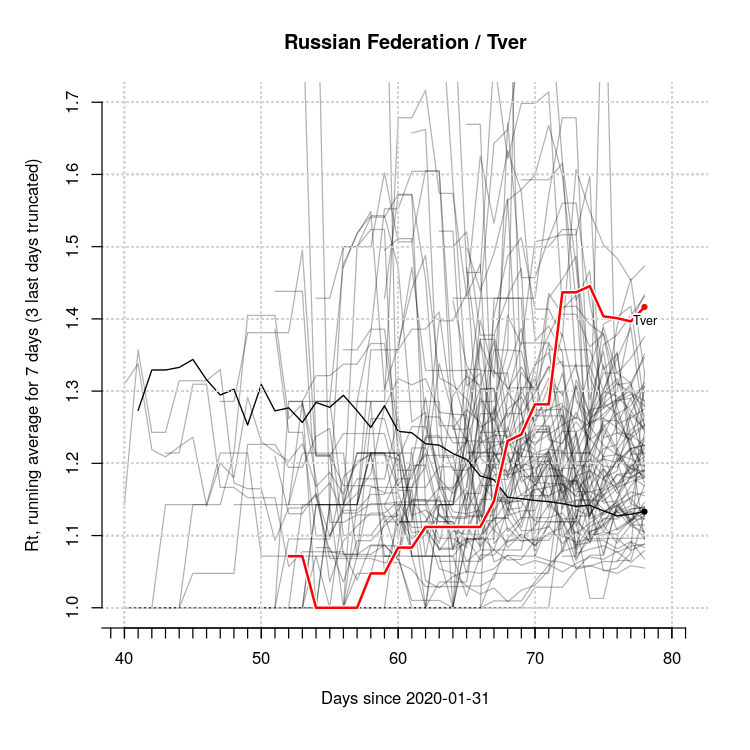 Russian Federation / Tver
Rt, running average for 7 days (3 last days truncated)
1.7
1.6
1.5
1.4
1.3
1.2
1.1
1.0
Tver
40 50 60 70 80
Days since 2020-01-31